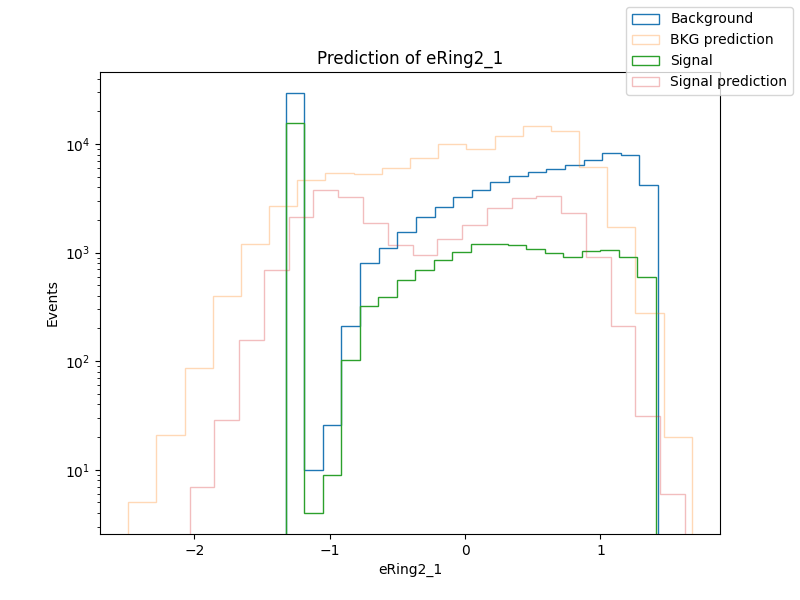 Prediction of eRing2_1
Background
BKG prediction
Signal
Signal prediction
Events
10⁴
10³
10²
10¹
−2
−1
0
1
eRing2_1